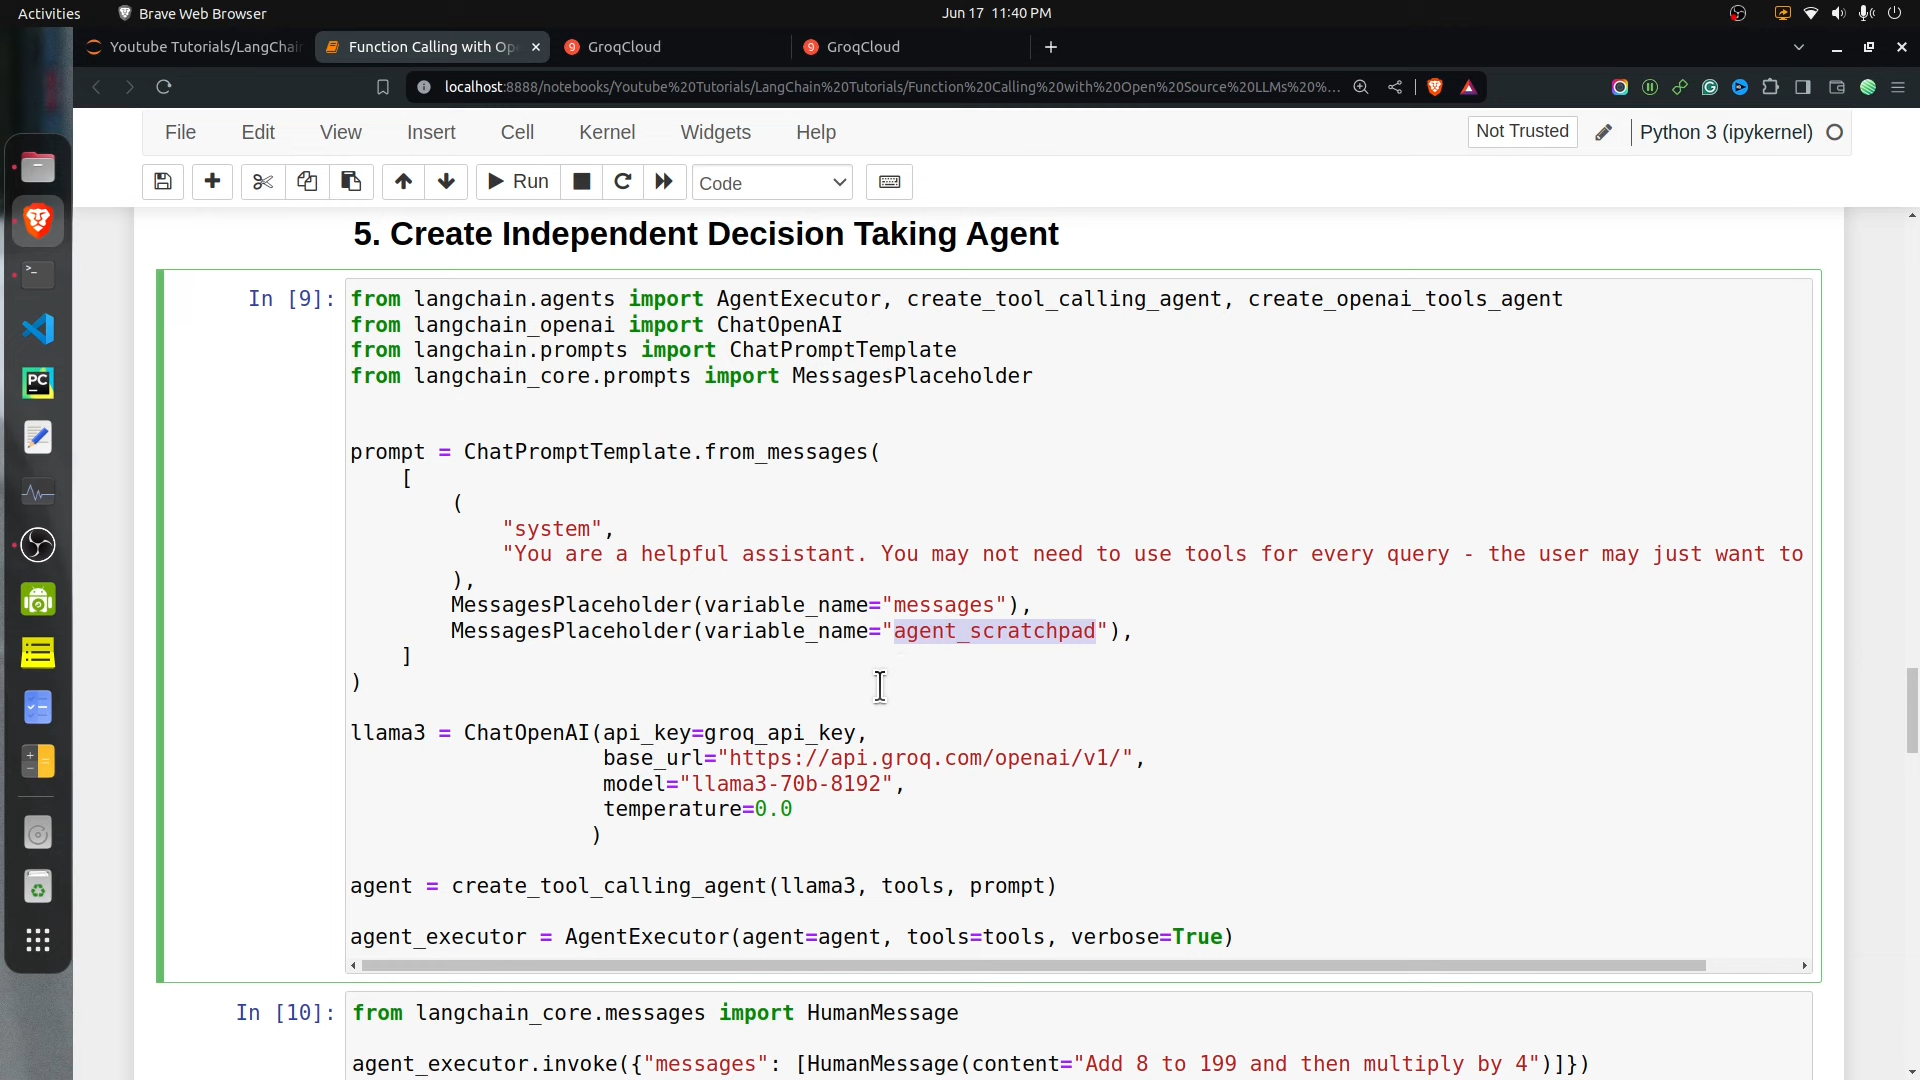 Activities
Brave Web Browser
Jun 17 11:40 PM
Youtube Tutorials/LangChai
Function Calling with Op
GroqCloud
GroqCloud
localhost:8888/notebooks/Youtube%20Tutorials/LangChain%20Tutorials/Function%20Calling%20with%20Open%20Source%20LLMs%20%...
File Edit View Insert Cell Kernel Widgets Help
Not Trusted
Python 3 (ipykernel)
Run
Code
5. Create Independent Decision Taking Agent
In [9]:
from langchain.agents import AgentExecutor, create_tool_calling_agent, create_openai_tools_agent
from langchain_openai import ChatOpenAI
from langchain.prompts import ChatPromptTemplate
from langchain_core.prompts import MessagesPlaceholder
prompt = ChatPromptTemplate.from_messages(
[
(
"system",
"You are a helpful assistant. You may not need to use tools for every query - the user may just want to
),
MessagesPlaceholder(variable_name="messages"),
MessagesPlaceholder(variable_name="agent_scratchpad"),
]
)
llama3 = ChatOpenAI(api_key=groq_api_key,
base_url="https://api.groq.com/openai/v1/",
model="llama3-70b-8192",
temperature=0.0
)
agent = create_tool_calling_agent(llama3, tools, prompt)
agent_executor = AgentExecutor(agent=agent, tools=tools, verbose=True)
In [10]:
from langchain_core.messages import HumanMessage
agent_executor.invoke({"messages": [HumanMessage(content="Add 8 to 199 and then multiply by 4")]})